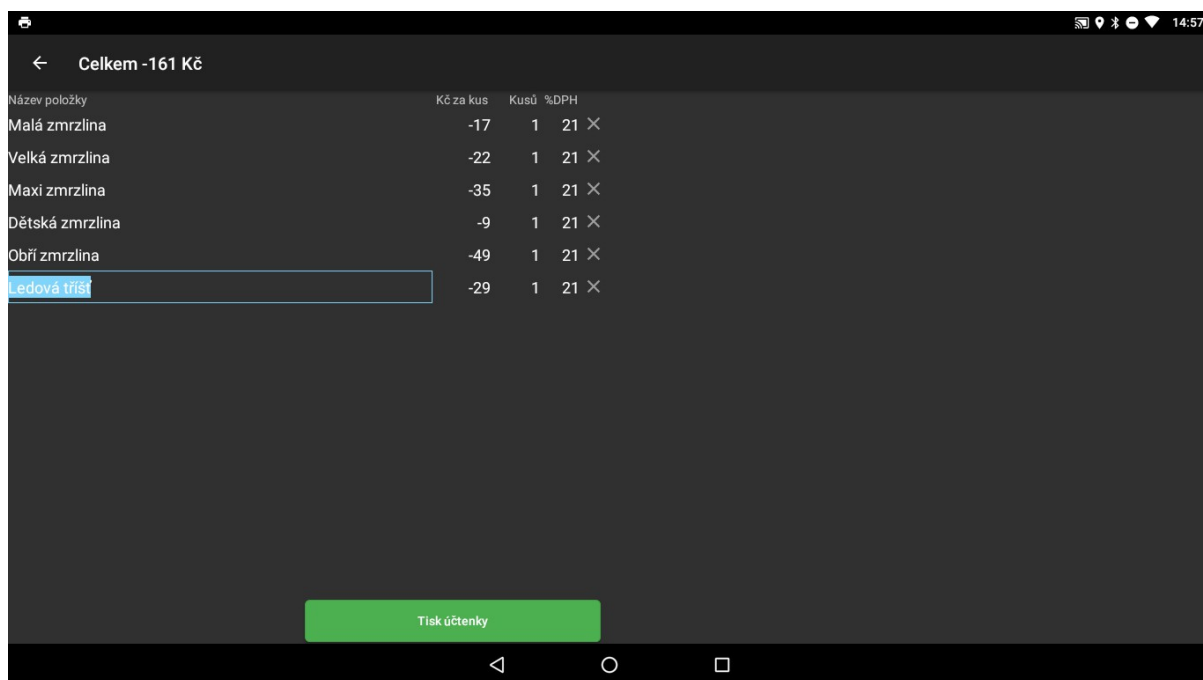 14:57
Celkem -161 Kč
Název položky Kč za kus Kusů %DPH
Malá zmrzlina -17 1 21
Velká zmrzlina -22 1 21
Maxi zmrzlina -35 1 21
Dětská zmrzlina -9 1 21
Obří zmrzlina -49 1 21
Ledová tříšť -29 1 21
Tisk účtenky